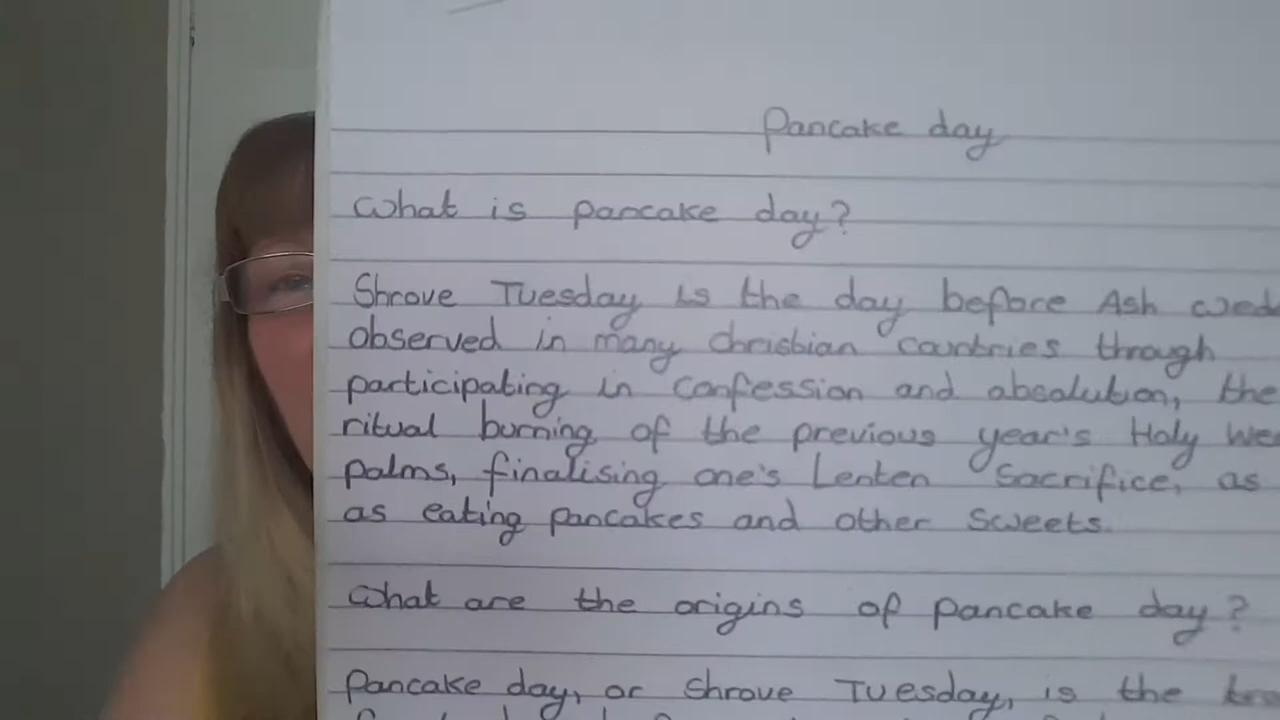 Pancake day
What is pancake day?
Shrove Tuesday is the day before Ash
observed in many christian countries through
participating in confession and absolution, the
ritual burning of the previous year's Holy
palms, finalising one's Lenten Sacrifice, as
as eating pancakes and other sweets.
What are the origins of pancake day?
Pancake day, or Shrove Tuesday, is the